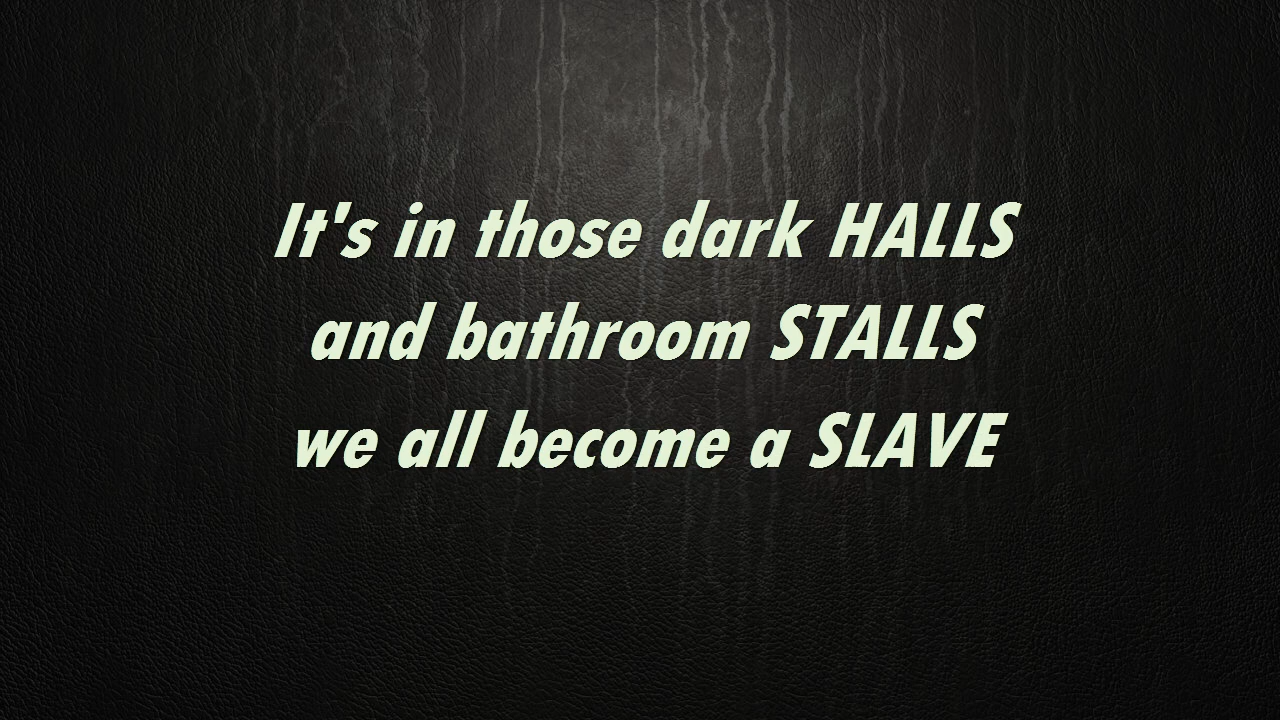 It's in those dark HALLS
and bathroom STALLS
we all become a SLAVE